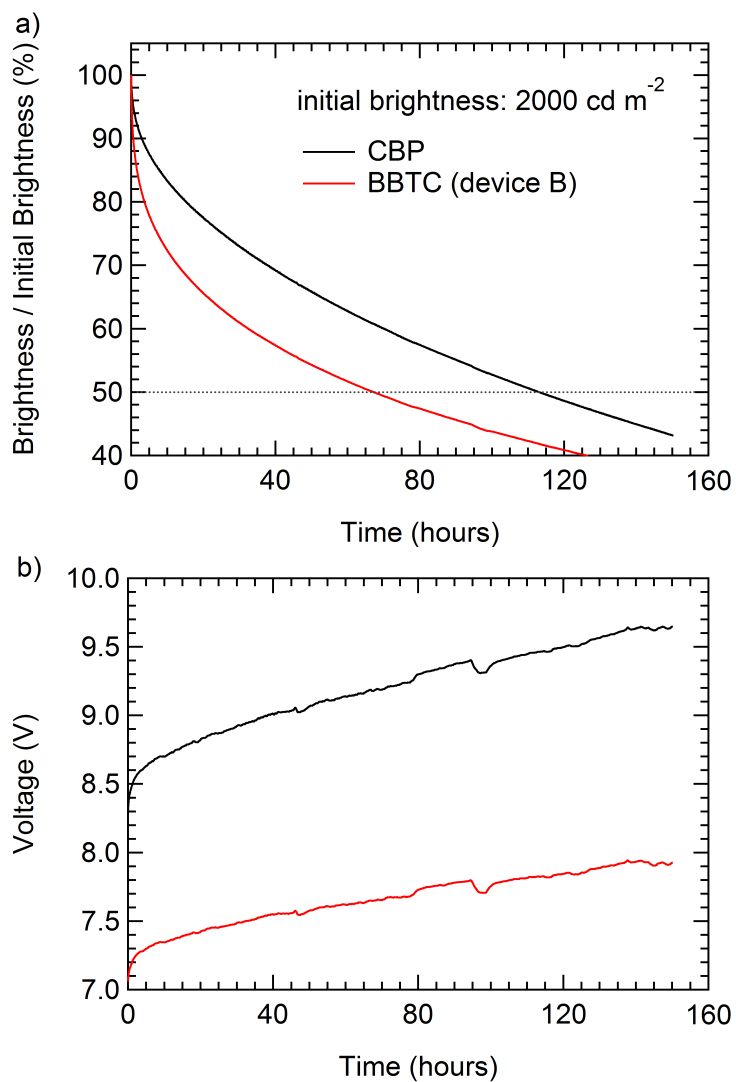 a)
Brightness / Initial Brightness (%)
100
90
80
70
60
50
40
initial brightness: 2000 cd m⁻²
CBP
BBTC (device B)
0 40 80 120 160
Time (hours)
b)
Voltage (V)
10.0
9.5
9.0
8.5
8.0
7.5
7.0
0 40 80 120 160
Time (hours)